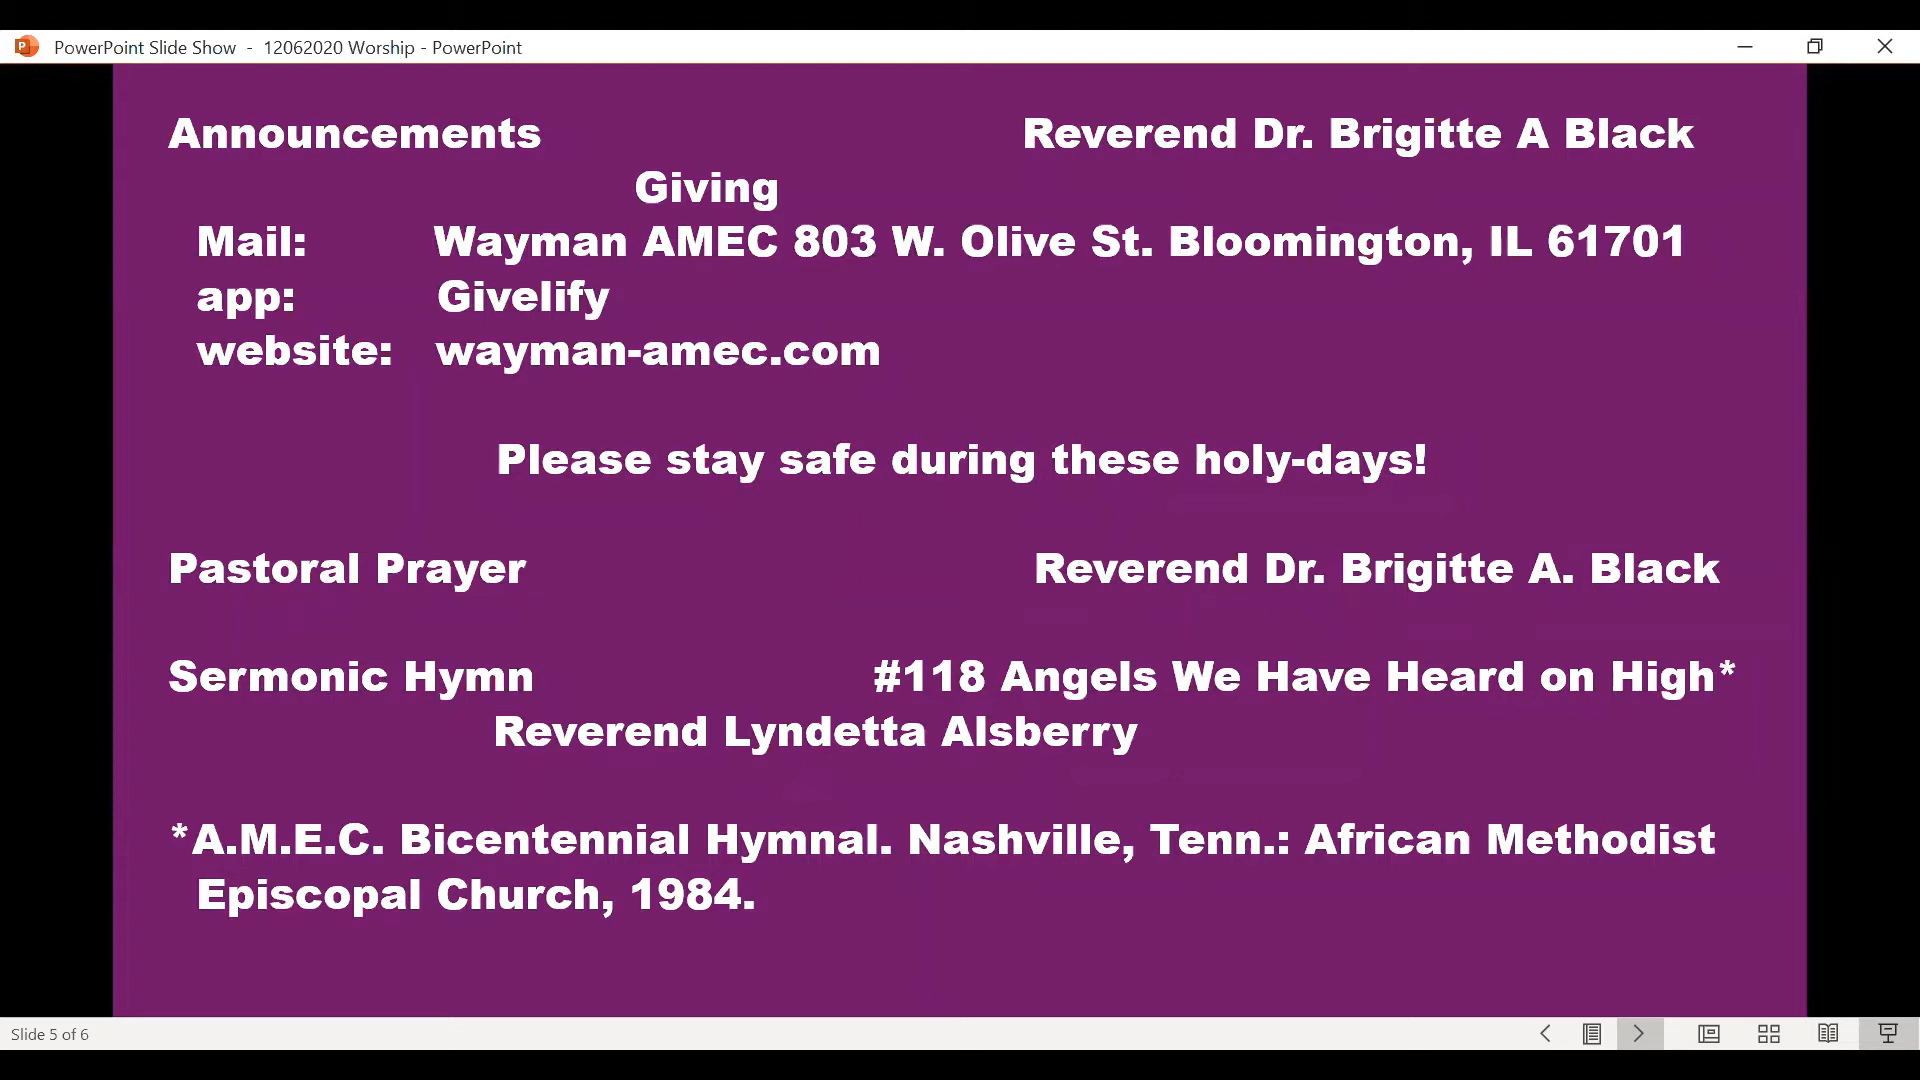 PowerPoint Slide Show - 12062020 Worship - PowerPoint
Announcements Reverend Dr. Brigitte A Black
Giving
Mail: Wayman AMEC 803 W. Olive St. Bloomington, IL 61701
app: Givelify
website: wayman-amec.com
Please stay safe during these holy-days!
Pastoral Prayer Reverend Dr. Brigitte A. Black
Sermonic Hymn #118 Angels We Have Heard on High*
Reverend Lyndetta Alsberry
*A.M.E.C. Bicentennial Hymnal. Nashville, Tenn.: African Methodist
Episcopal Church, 1984.
Slide 5 of 6